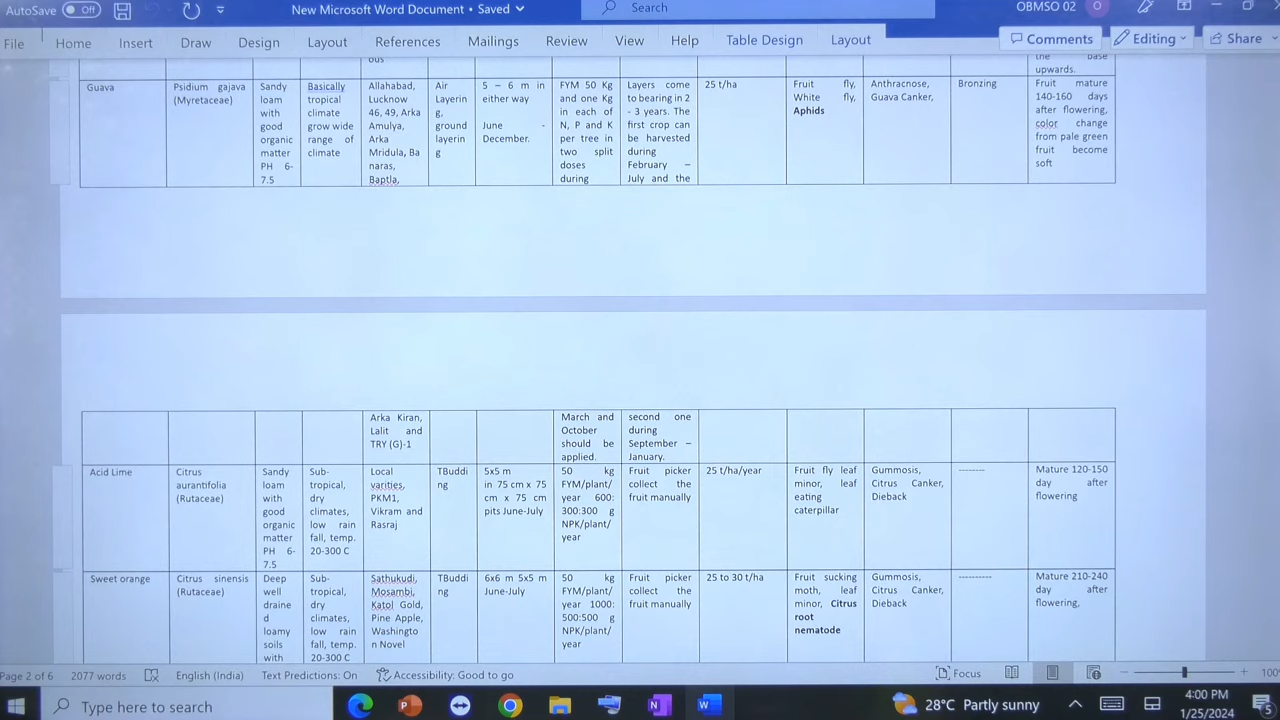 AutoSave Off New Microsoft Word Document • Saved Search OBMSO 02 O
File Home Insert Draw Design Layout References Mailings Review View Help Table Design Layout Comments Editing Share
ous
the base
upwards.
Guava
Psidium gajava
(Myretaceae)
Sandy
loam
with
good
organic
matter
PH 6-
7.5
Basically
tropical
climate
grow wide
range of
climate
Allahabad,
Lucknow
46, 49, Arka
Amulya,
Arka
Mridula, Ba
naras,
Baptla,
Air
Layerin
g,
ground
layerin
g
5 – 6 m in
either way
June -
December.
FYM 50 Kg
and one Kg
in each of
N, P and K
per tree in
two split
doses
during
Layers come
to bearing in 2
- 3 years. The
first crop can
be harvested
during
February –
July and the
25 t/ha
Fruit fly,
White fly,
Aphids
Anthracnose,
Guava Canker,
Bronzing
Fruit mature
140-160 days
after flowering,
color change
from pale green
fruit become
soft
Arka Kiran,
Lalit and
TRY (G)-1
March and
October
should be
applied.
second one
during
September –
January.
Acid Lime
Citrus
aurantifolia
(Rutaceae)
Sandy
loam
with
good
organic
matter
PH 6-
7.5
Sub-
tropical,
dry
climates,
low rain
fall, temp.
20-300 C
Local
varities,
PKM1,
Vikram and
Rasraj
TBuddi
ng
5x5 m
in 75 cm x 75
cm x 75 cm
pits June-July
50 kg
FYM/plant/
year 600:
300:300 g
NPK/plant/
year
Fruit picker
collect the
fruit manually
25 t/ha/year
Fruit fly leaf
minor, leaf
eating
caterpillar
Gummosis,
Citrus Canker,
Dieback
--------
Mature 120-150
day after
flowering
Sweet orange
Citrus sinensis
(Rutaceae)
Deep
well
draine
d
loamy
soils
with
Sub-
tropical,
dry
climates,
low rain
fall, temp.
20-300 C
Sathukudi,
Mosambi,
Katol Gold,
Pine Apple,
Washingto
n Novel
TBuddi
ng
6x6 m 5x5 m
June-July
50 kg
FYM/plant/
year 1000:
500:500 g
NPK/plant/
year
Fruit picker
collect the
fruit manually
25 to 30 t/ha
Fruit sucking
moth, leaf
minor, Citrus
root
nematode
Gummosis,
Citrus Canker,
Dieback
----------
Mature 210-240
day after
flowering,
Page 2 of 6 2077 words English (India) Text Predictions: On Accessibility: Good to go Focus 100
Type here to search 28°C Partly sunny 4:00 PM
1/25/2024 5